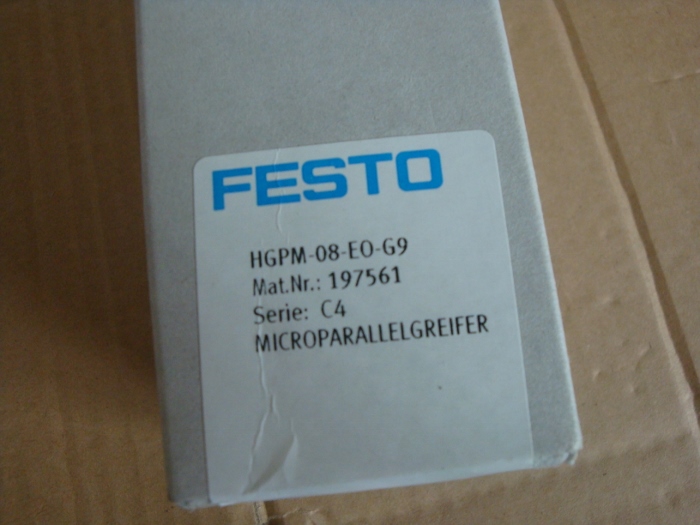 FESTO
HGPM-08-EO-G9
Mat.Nr.: 197561
Serie: C4
MICROPARALLELGREIFER